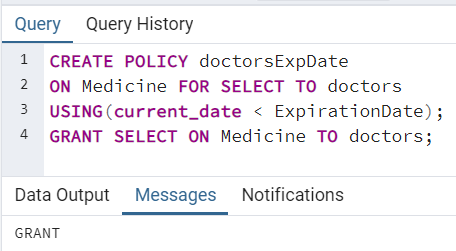 Query Query History
1 CREATE POLICY doctorsExpDate
2 ON Medicine FOR SELECT TO doctors
3 USING(current_date < ExpirationDate);
4 GRANT SELECT ON Medicine TO doctors;
Data Output Messages Notifications
GRANT